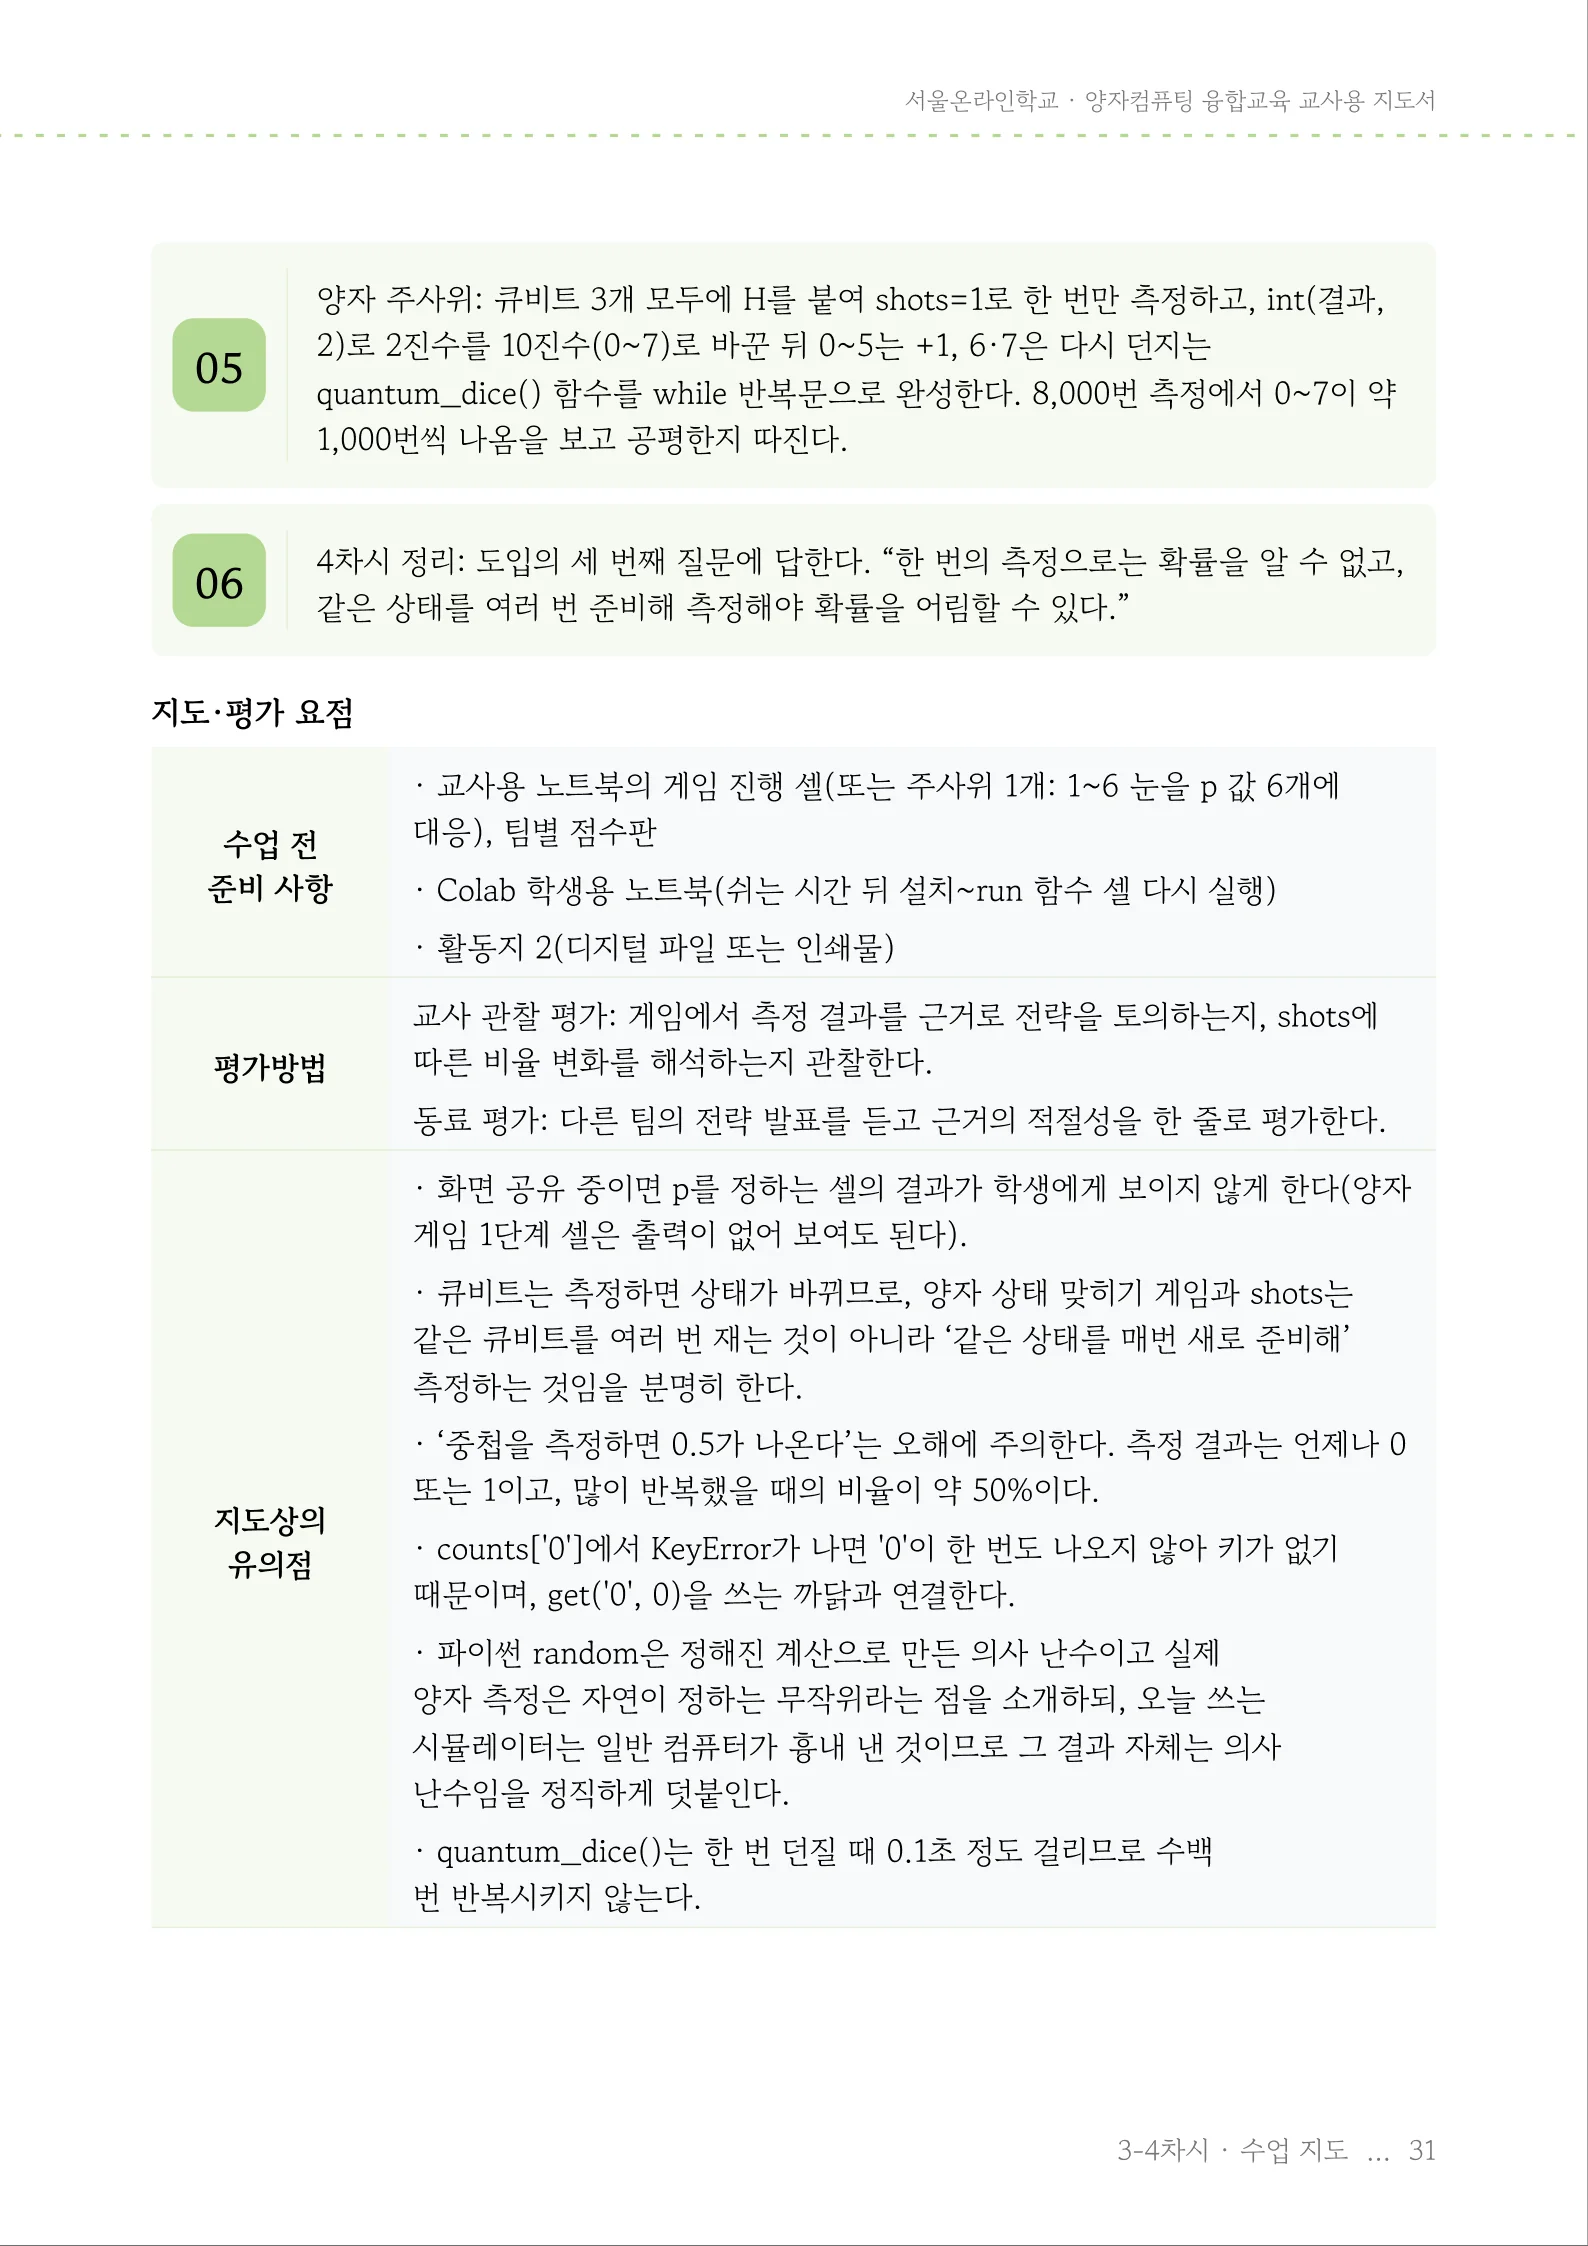 서울온라인학교 · 양자컴퓨팅 융합교육 교사용 지도서
05
양자 주사위: 큐비트 3개 모두에 H를 붙여 shots=1로 한 번만 측정하고, int(결과,
2)로 2진수를 10진수(0~7)로 바꾼 뒤 0~5는 +1, 6·7은 다시 던지는
quantum_dice() 함수를 while 반복문으로 완성한다. 8,000번 측정에서 0~7이 약
1,000번씩 나옴을 보고 공평한지 따진다.
06
4차시 정리: 도입의 세 번째 질문에 답한다. “한 번의 측정으로는 확률을 알 수 없고,
같은 상태를 여러 번 준비해 측정해야 확률을 어림할 수 있다.”
지도·평가 요점
수업 전
준비 사항
· 교사용 노트북의 게임 진행 셀(또는 주사위 1개: 1~6 눈을 p 값 6개에
대응), 팀별 점수판
· Colab 학생용 노트북(쉬는 시간 뒤 설치~run 함수 셀 다시 실행)
· 활동지 2(디지털 파일 또는 인쇄물)
평가방법
교사 관찰 평가: 게임에서 측정 결과를 근거로 전략을 토의하는지, shots에
따른 비율 변화를 해석하는지 관찰한다.
동료 평가: 다른 팀의 전략 발표를 듣고 근거의 적절성을 한 줄로 평가한다.
지도상의
유의점
· 화면 공유 중이면 p를 정하는 셀의 결과가 학생에게 보이지 않게 한다(양자
게임 1단계 셀은 출력이 없어 보여도 된다).
· 큐비트는 측정하면 상태가 바뀌므로, 양자 상태 맞히기 게임과 shots는
같은 큐비트를 여러 번 재는 것이 아니라 ‘같은 상태를 매번 새로 준비해’
측정하는 것임을 분명히 한다.
· ‘중첩을 측정하면 0.5가 나온다’는 오해에 주의한다. 측정 결과는 언제나 0
또는 1이고, 많이 반복했을 때의 비율이 약 50%이다.
· counts['0']에서 KeyError가 나면 '0'이 한 번도 나오지 않아 키가 없기
때문이며, get('0', 0)을 쓰는 까닭과 연결한다.
· 파이썬 random은 정해진 계산으로 만든 의사 난수이고 실제
양자 측정은 자연이 정하는 무작위라는 점을 소개하되, 오늘 쓰는
시뮬레이터는 일반 컴퓨터가 흉내 낸 것이므로 그 결과 자체는 의사
난수임을 정직하게 덧붙인다.
· quantum_dice()는 한 번 던질 때 0.1초 정도 걸리므로 수백
번 반복시키지 않는다.
3-4차시 · 수업 지도 ... 31